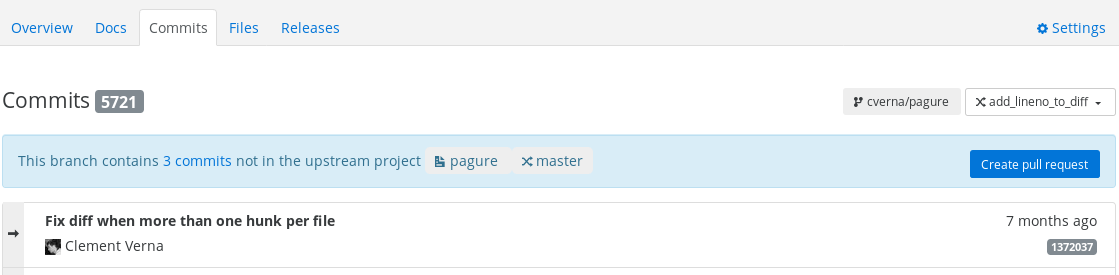 Overview Docs Commits Files Releases Settings
Commits 5721 cverna/pagure add_lineno_to_diff
This branch contains 3 commits not in the upstream project pagure master Create pull request
Fix diff when more than one hunk per file 7 months ago
Clement Verna 1372037